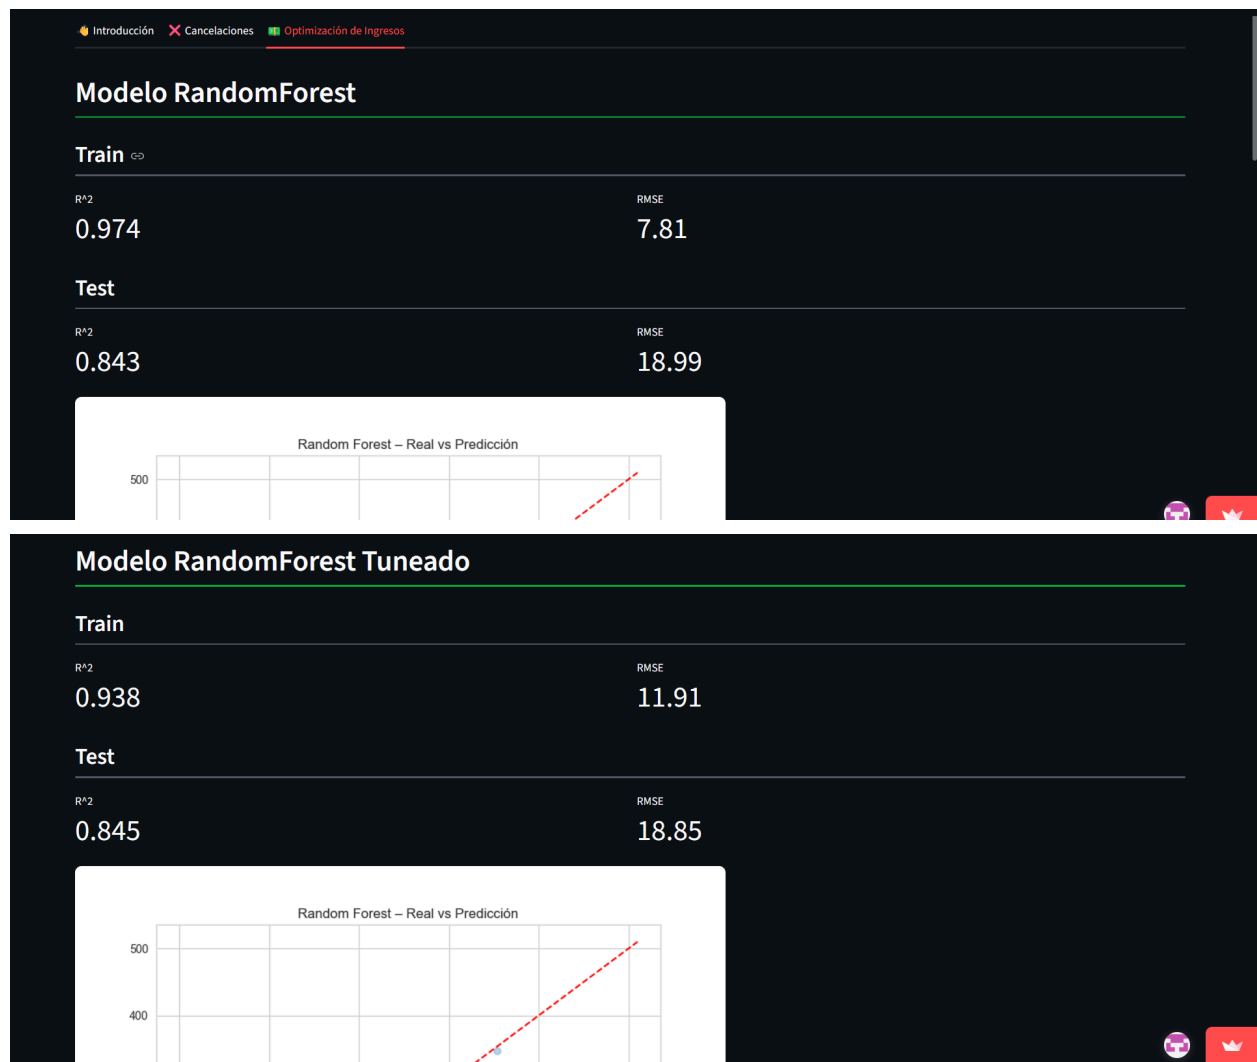 👋 Introducción ❌ Cancelaciones 💵 Optimización de Ingresos
Modelo RandomForest
Train
R^2 RMSE
0.974 7.81
Test
R^2 RMSE
0.843 18.99
Random Forest – Real vs Predicción
500
Modelo RandomForest Tuneado
Train
R^2 RMSE
0.938 11.91
Test
R^2 RMSE
0.845 18.85
Random Forest – Real vs Predicción
500
400